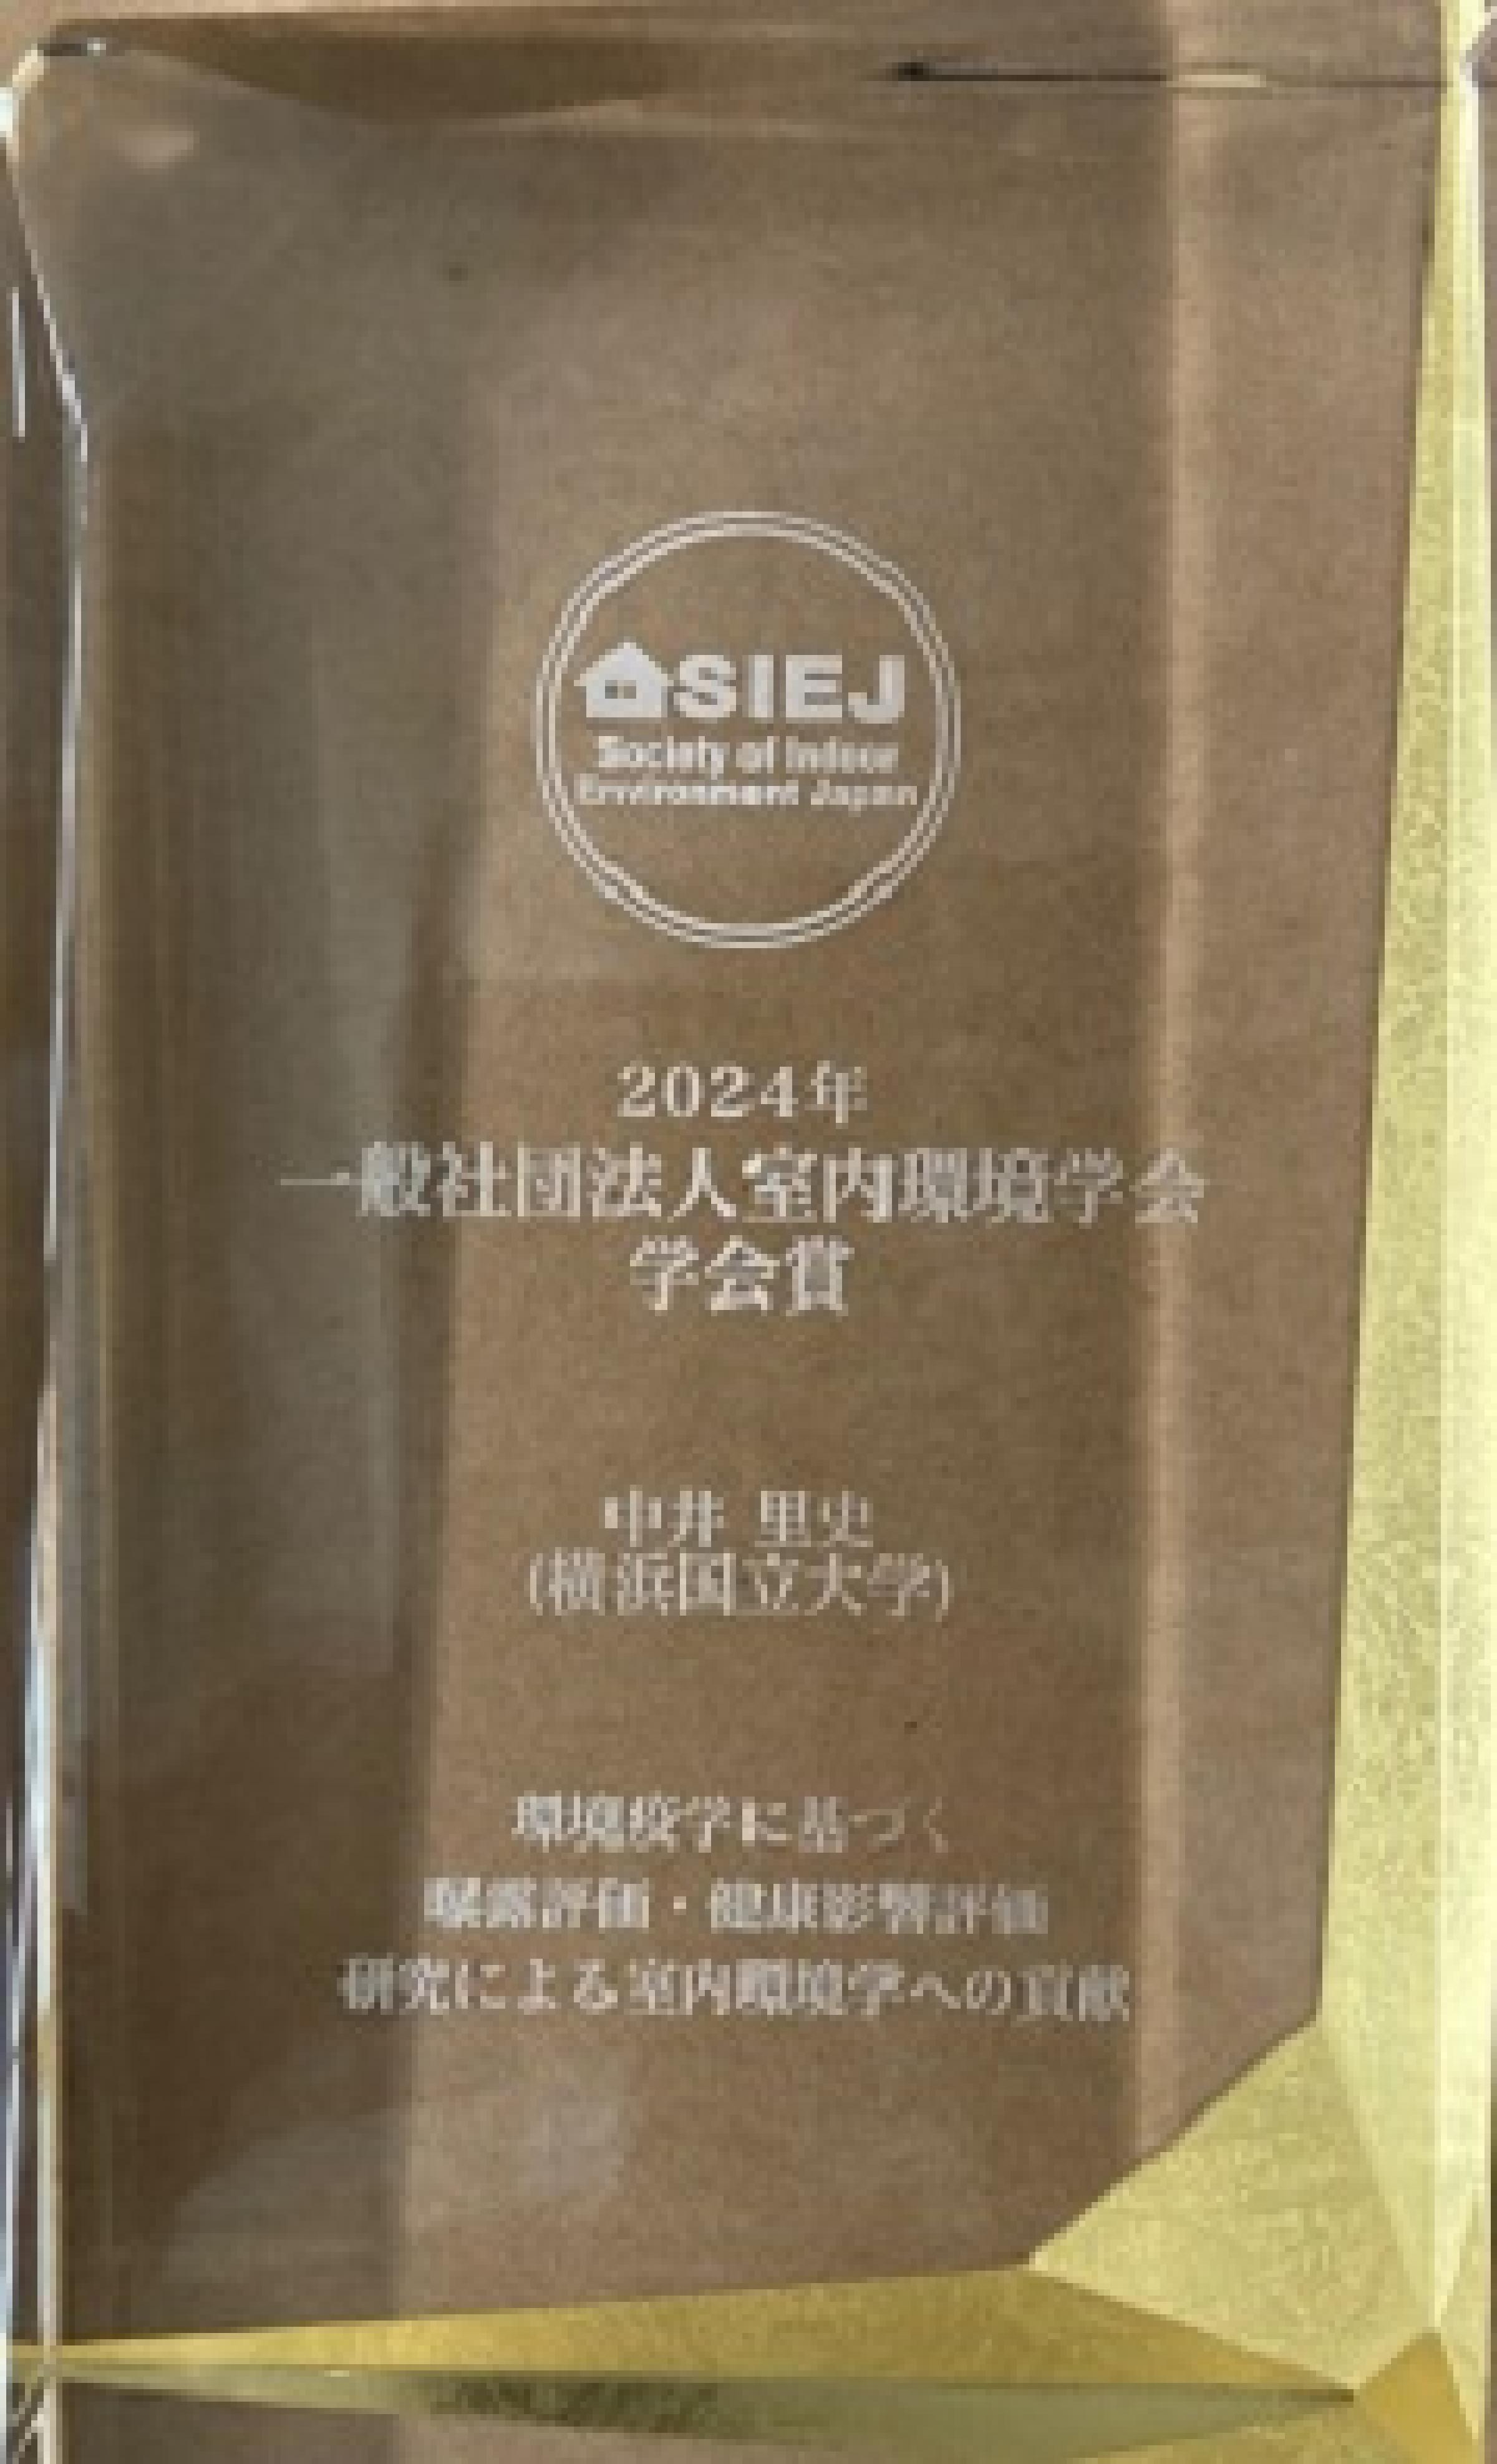 SIEJ
Society of Indoor
Environment Japan
2024年
一般社団法人室内環境学会
学会賞
中井 里史
(横浜国立大学)
環境疫学に基づく
曝露評価・健康影響評価
研究による室内環境学への貢献